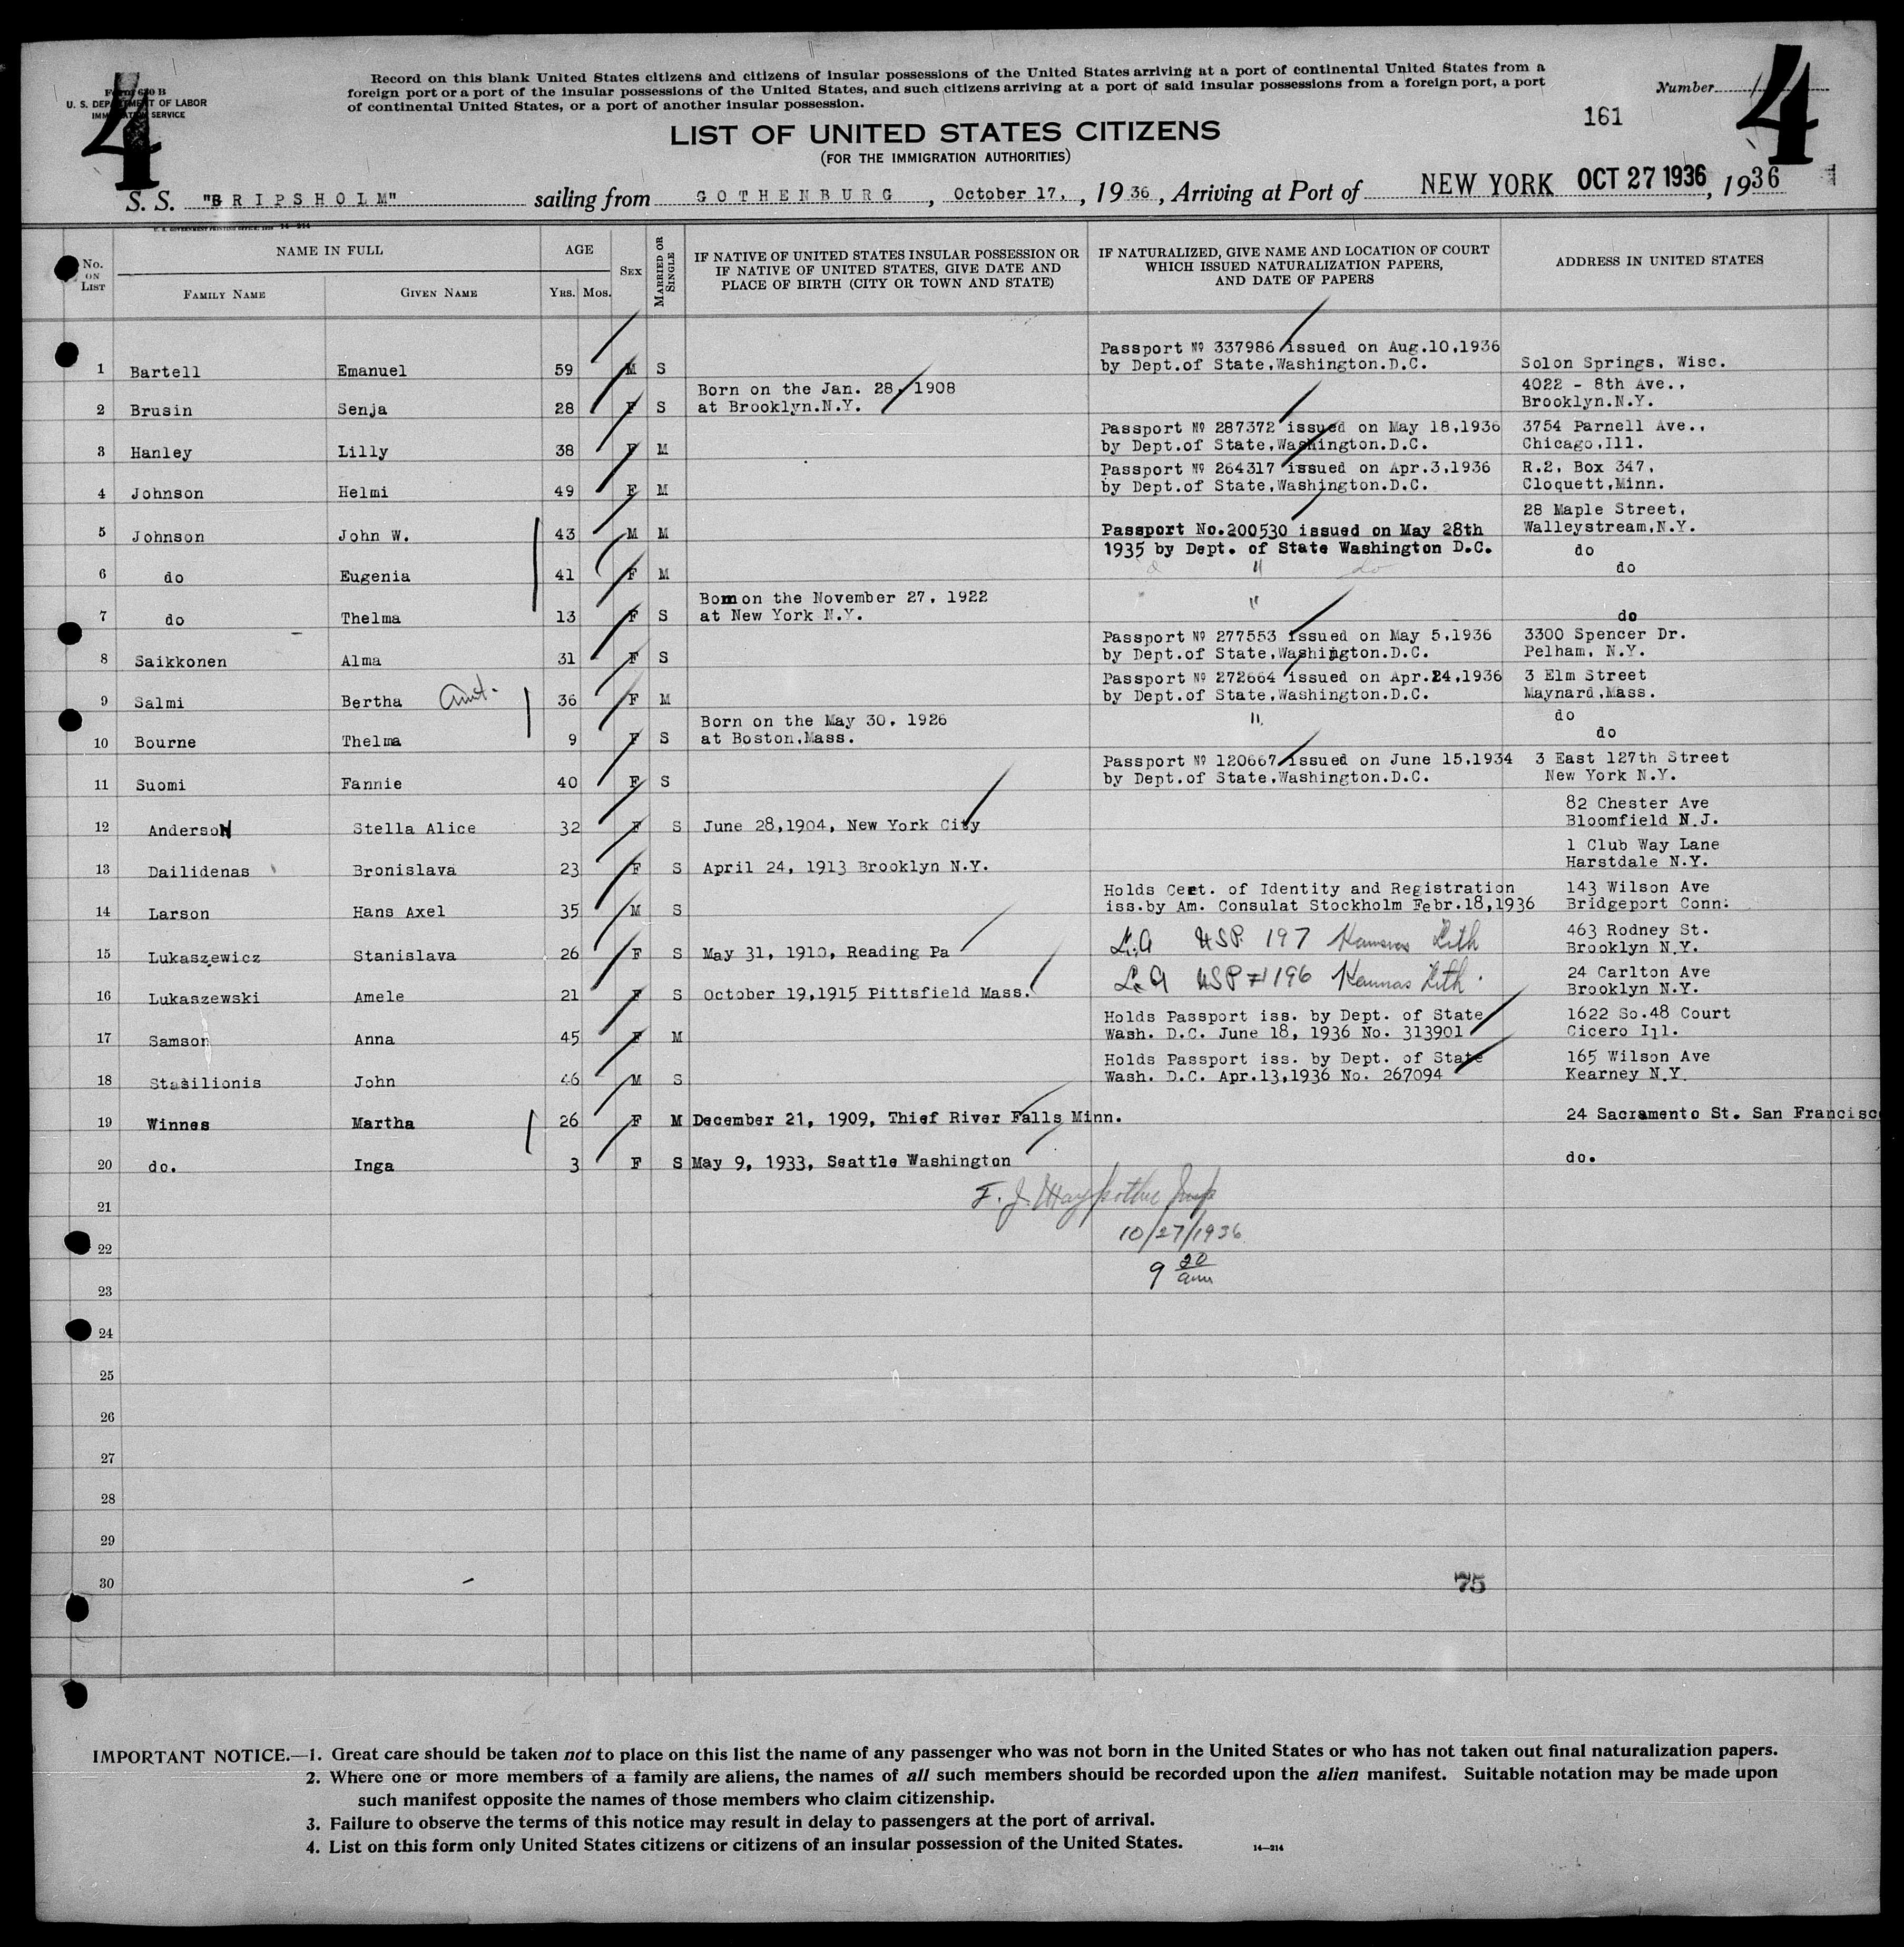 Form 630 B
U. S. DEPARTMENT OF LABOR
IMMIGRATION SERVICE
4
Record on this blank United States citizens and citizens of insular possessions of the United States arriving at a port of continental United States from a
foreign port or a port of the insular possessions of the United States, and such citizens arriving at a port of said insular possessions from a foreign port, a port
of continental United States, or a port of another insular possession.
Number
4
161
LIST OF UNITED STATES CITIZENS
(FOR THE IMMIGRATION AUTHORITIES)
S. S. "GRIPSHOLM" sailing from GOTHENBURG, October 17., 1936, Arriving at Port of NEW YORK OCT 27 1936, 1936
U. S. GOVERNMENT PRINTING OFFICE: 14—214
No. ON LIST
NAME IN FULL
FAMILY NAME GIVEN NAME
AGE
YRS. MOS.
SEX
MARRIED OR SINGLE
IF NATIVE OF UNITED STATES INSULAR POSSESSION OR
IF NATIVE OF UNITED STATES, GIVE DATE AND
PLACE OF BIRTH (CITY OR TOWN AND STATE)
IF NATURALIZED, GIVE NAME AND LOCATION OF COURT
WHICH ISSUED NATURALIZATION PAPERS,
AND DATE OF PAPERS
ADDRESS IN UNITED STATES
Passport Nº 337986 issued on Aug.10,1936
1 Bartell Emanuel 59 M S by Dept.of State,Washington.D.C. Solon Springs, Wisc.
Born on the Jan. 28, 1908 4022 - 8th Ave.,
2 Brusin Senja 28 F S at Brooklyn.N.Y. Brooklyn.N.Y.
Passport Nº 287372 issued on May 18,1936 3754 Parnell Ave.,
3 Hanley Lilly 38 F M by Dept.of State,Washington.D.C. Chicago,Ill.
Passport Nº 264317 issued on Apr.3,1936 R.2, Box 347,
4 Johnson Helmi 49 F M by Dept.of State,Washington.D.C. Cloquett,Minn.
28 Maple Street,
5 Johnson John W. 43 M M Passport No.200530 issued on May 28th Walleystream,N.Y.
1935 by Dept. of State Washington D.C. do
6 do Eugenia 41 F M " do do
Born on the November 27, 1922 "
7 do Thelma 13 F S at New York N.Y. do
Passport Nº 277553 issued on May 5,1936 3300 Spencer Dr.
8 Saikkonen Alma 31 F S by Dept.of State,Washington.D.C. Pelham, N.Y.
Passport Nº 272664 issued on Apr.24,1936 3 Elm Street
9 Salmi Bertha Aunt. 36 F M by Dept.of State,Washington.D.C. Maynard,Mass.
Born on the May 30, 1926 " do
10 Bourne Thelma 9 F S at Boston,Mass. do
Passport Nº 120667 issued on June 15,1934 3 East 127th Street
11 Suomi Fannie 40 F S by Dept.of State,Washington.D.C. New York N.Y.
82 Chester Ave
12 AndersoN Stella Alice 32 F S June 28,1904, New York City Bloomfield N.J.
1 Club Way Lane
13 Dailidenas Bronislava 23 F S April 24, 1913 Brooklyn N.Y. Harstdale N.Y.
Holds Cert. of Identity and Registration 143 Wilson Ave
14 Larson Hans Axel 35 M S iss.by Am. Consulat Stockholm Febr.18,1936 Bridgeport Conn.
463 Rodney St.
15 Lukaszewicz Stanislava 26 F S May 31, 1910, Reading Pa USP. 197 Lith Brooklyn N.Y.
24 Carlton Ave
16 Lukaszewski Amele 21 F S October 19,1915 Pittsfield Mass. USP #196 Kaunas Lith. Brooklyn N.Y.
Holds Passport iss. by Dept. of State 1622 So.48 Court
17 Samson Anna 45 F M Wash. D.C. June 18, 1936 No. 313901 Cicero Ill.
Holds Passport iss. by Dept. of State 165 Wilson Ave
18 Stasilionis John 46 M S Wash. D.C. Apr.13,1936 No. 267094 Kearney N.Y.
19 Winnes Martha 26 F M December 21, 1909, Thief River Falls Minn. 24 Sacramento St. San Francisco
20 do. Inga 3 F S May 9, 1933, Seattle Washington do.
21
10/27/1936
22
9 20 am
23
24
25
26
27
28
29
30
75
IMPORTANT NOTICE.—1. Great care should be taken not to place on this list the name of any passenger who was not born in the United States or who has not taken out final naturalization papers.
2. Where one or more members of a family are aliens, the names of all such members should be recorded upon the alien manifest. Suitable notation may be made upon
such manifest opposite the names of those members who claim citizenship.
3. Failure to observe the terms of this notice may result in delay to passengers at the port of arrival.
4. List on this form only United States citizens or citizens of an insular possession of the United States.
14—214